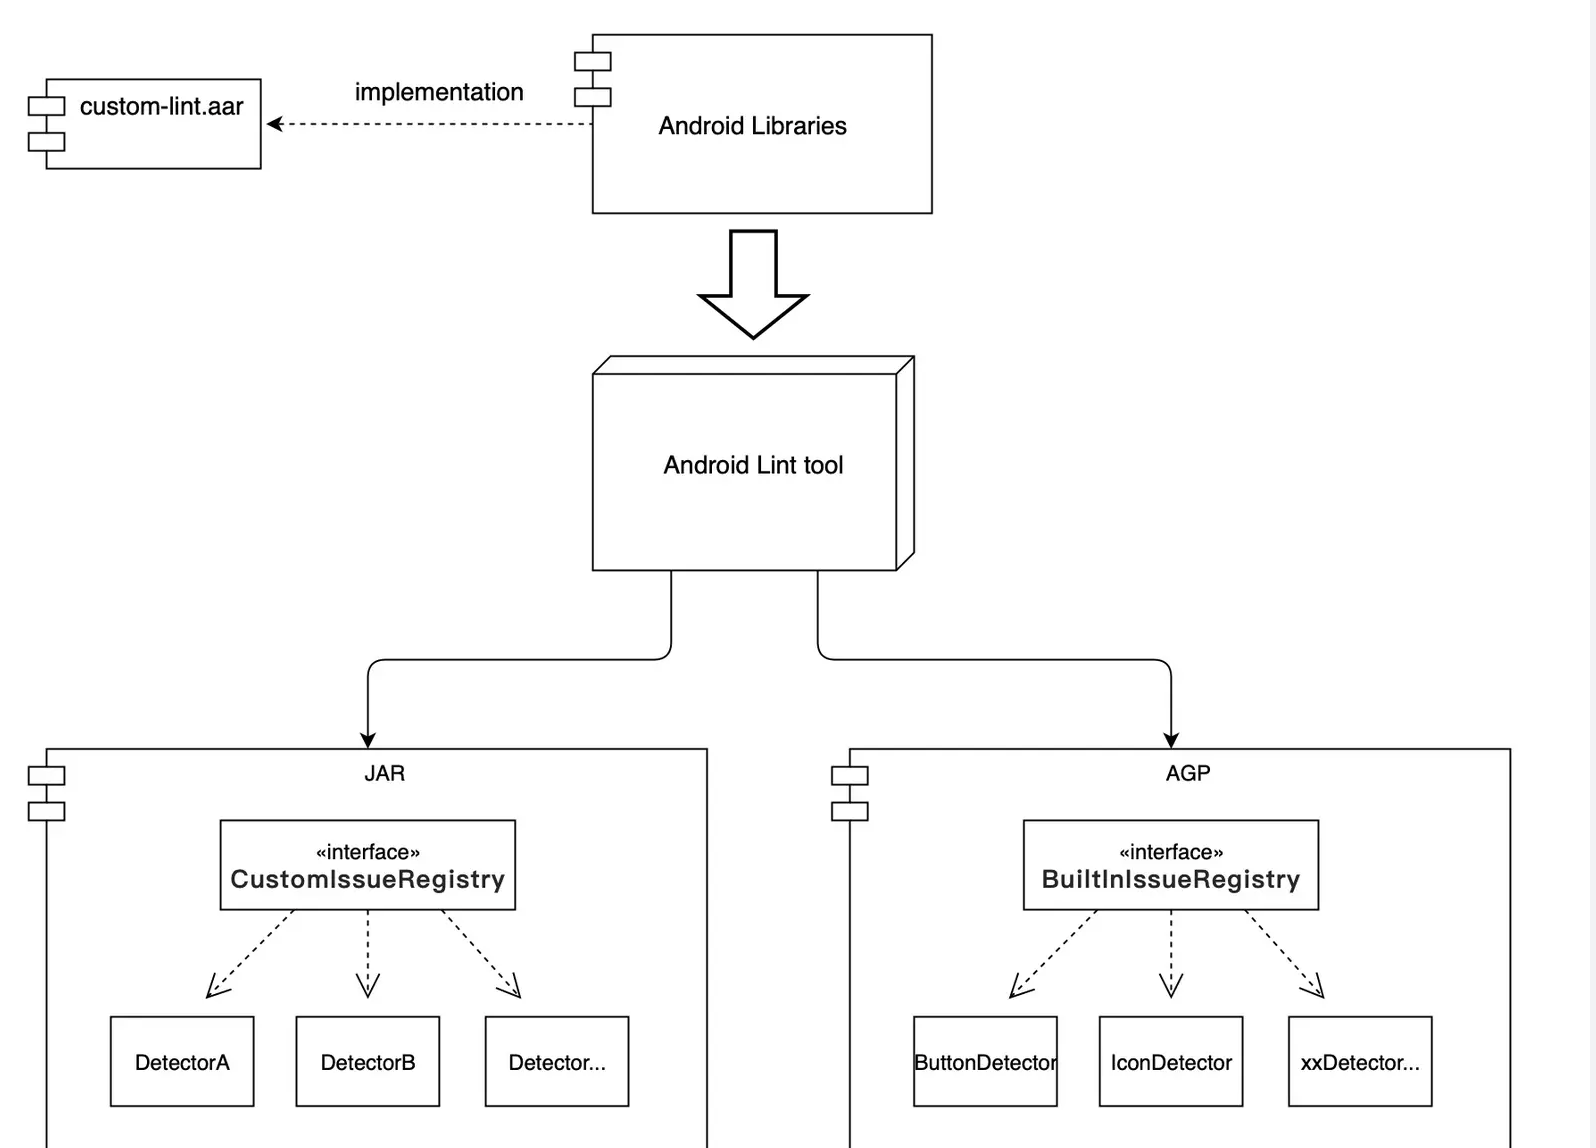 custom-lint.aar
implementation
Android Libraries
Android Lint tool
JAR
«interface»
CustomIssueRegistry
DetectorA
DetectorB
Detector...
AGP
«interface»
BuiltInIssueRegistry
ButtonDetector
IconDetector
xxDetector...